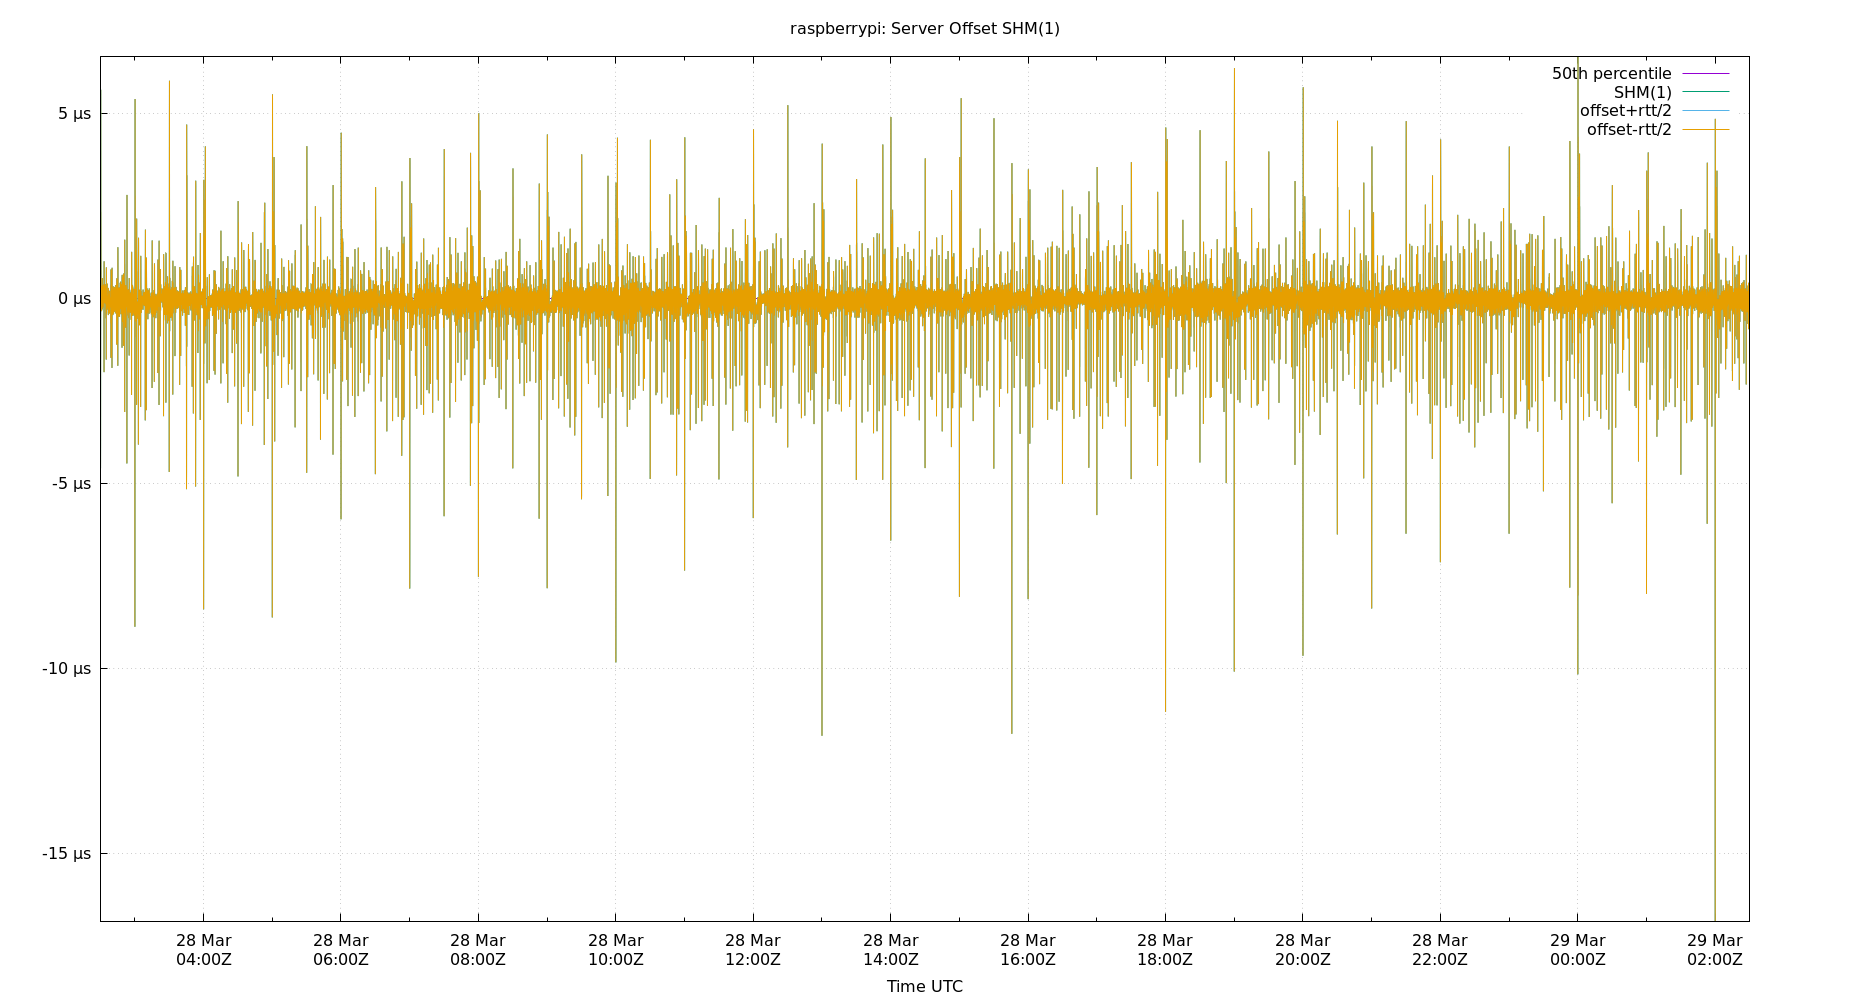 raspberrypi: Server Offset SHM(1)
50th percentile
SHM(1)
offset+rtt/2
offset-rtt/2
5 µs
0 µs
-5 µs
-10 µs
-15 µs
28 Mar 28 Mar 28 Mar 28 Mar 28 Mar 28 Mar 28 Mar 28 Mar 28 Mar 28 Mar 29 Mar 29 Mar
04:00Z 06:00Z 08:00Z 10:00Z 12:00Z 14:00Z 16:00Z 18:00Z 20:00Z 22:00Z 00:00Z 02:00Z
Time UTC